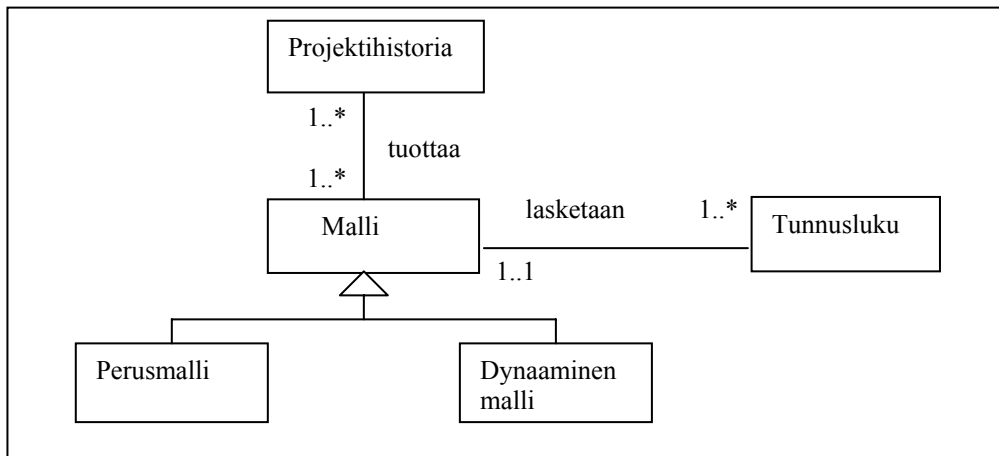 Projektihistoria
1..*
tuottaa
1..*
Malli
lasketaan
1..*
Tunnusluku
1..1
Perusmalli
Dynaaminen
malli